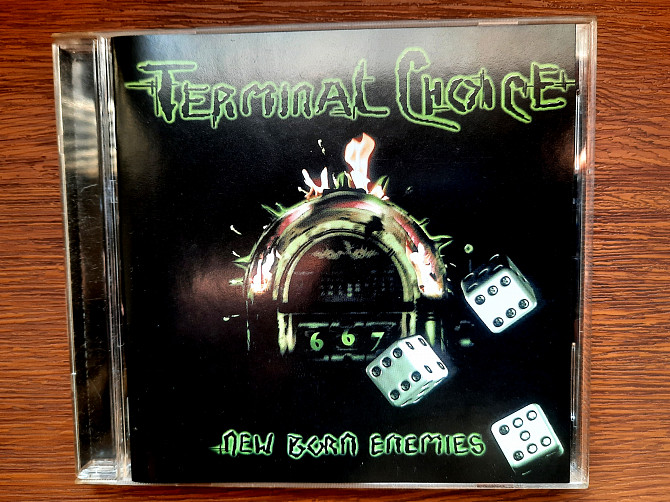 TERMINAL CHOICE
667
NEW BORN ENEMIES